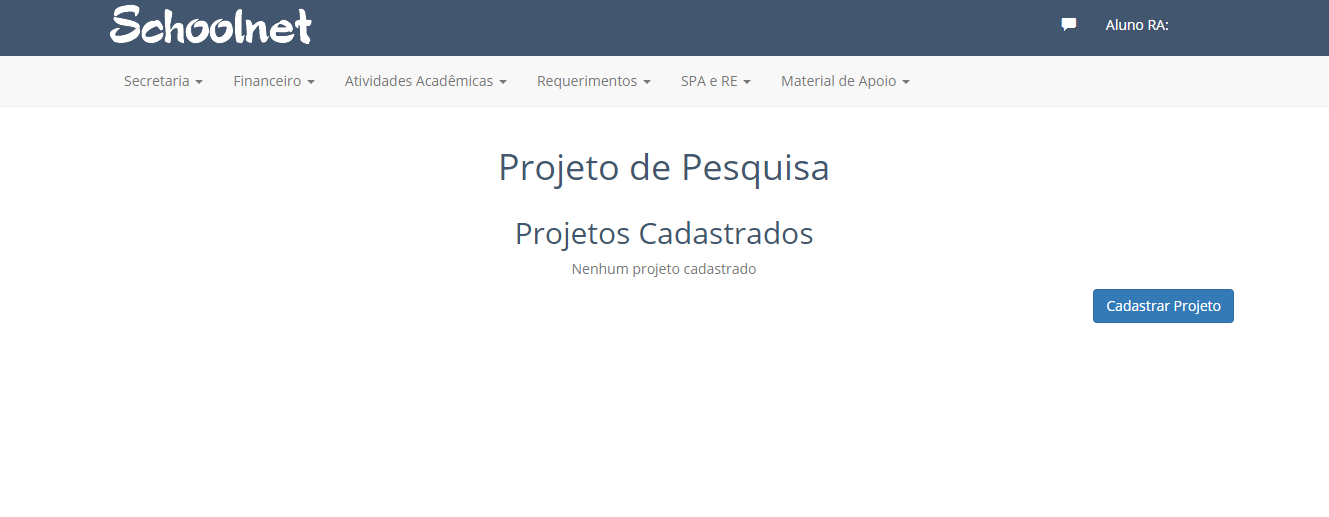 Schoolnet
Aluno RA:
Secretaria Financeiro Atividades Acadêmicas Requerimentos SPA e RE Material de Apoio
Projeto de Pesquisa
Projetos Cadastrados
Nenhum projeto cadastrado
Cadastrar Projeto